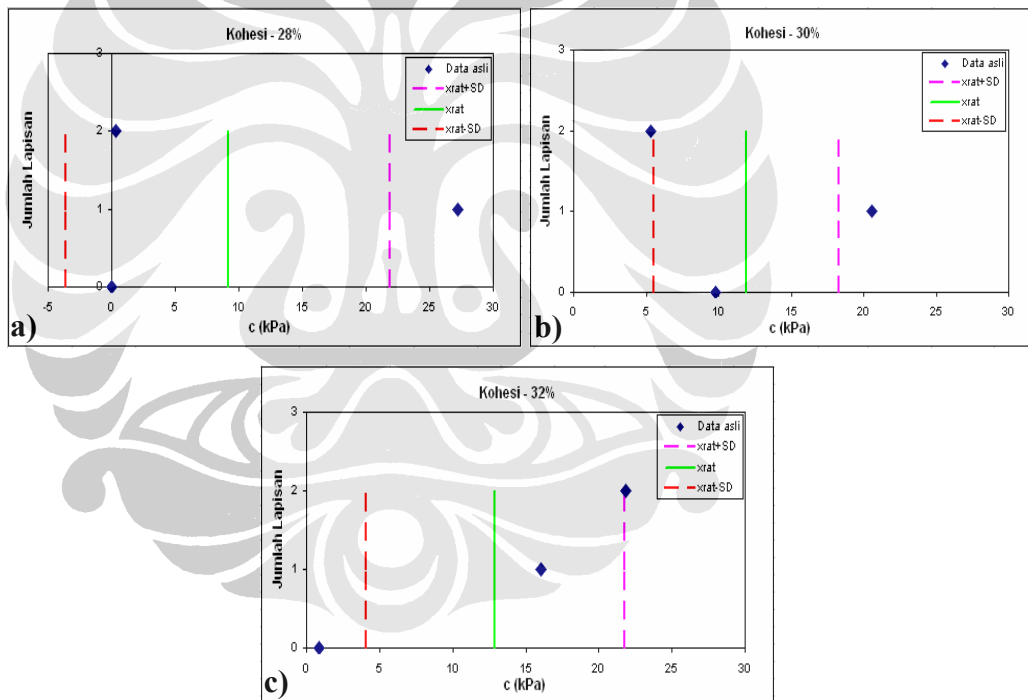 Kohesi - 28%
3
2
1
0
Jumlah Lapisan
Data asli
xrat+SD
xrat
xrat-SD
-5 0 5 10 15 20 25 30
c (kPa)
a)
Kohesi - 30%
3
2
1
0
Jumlah Lapisan
Data asli
xrat+SD
xrat
xrat-SD
0 5 10 15 20 25 30
c (kPa)
b)
Kohesi - 32%
3
2
1
0
Jumlah Lapisan
Data asli
xrat+SD
xrat
xrat-SD
0 5 10 15 20 25 30
c (kPa)
c)